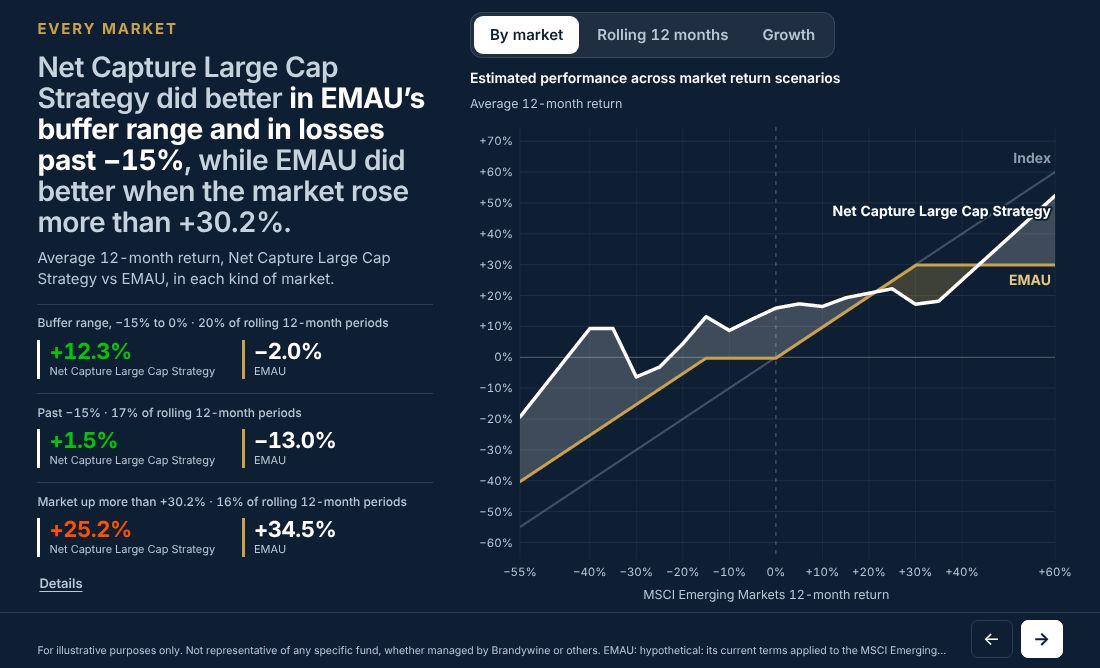 EVERY MARKET
Net Capture Large Cap
Strategy did better in EMAU’s
buffer range and in losses
past −15%, while EMAU did
better when the market rose
more than +30.2%.
Average 12-month return, Net Capture Large Cap
Strategy vs EMAU, in each kind of market.
Buffer range, −15% to 0% · 20% of rolling 12-month periods
+12.3%
Net Capture Large Cap Strategy
−2.0%
EMAU
Past −15% · 17% of rolling 12-month periods
+1.5%
Net Capture Large Cap Strategy
−13.0%
EMAU
Market up more than +30.2% · 16% of rolling 12-month periods
+25.2%
Net Capture Large Cap Strategy
+34.5%
EMAU
Details
By market
Rolling 12 months
Growth
Estimated performance across market return scenarios
Average 12-month return
+70%
+60%
+50%
+40%
+30%
+20%
+10%
0%
−10%
−20%
−30%
−40%
−50%
−60%
Index
Net Capture Large Cap Strategy
EMAU
−55% −40% −30% −20% −10% 0% +10% +20% +30% +40% +60%
MSCI Emerging Markets 12-month return
For illustrative purposes only. Not representative of any specific fund, whether managed by Brandywine or others. EMAU: hypothetical: its current terms applied to the MSCI Emerging...